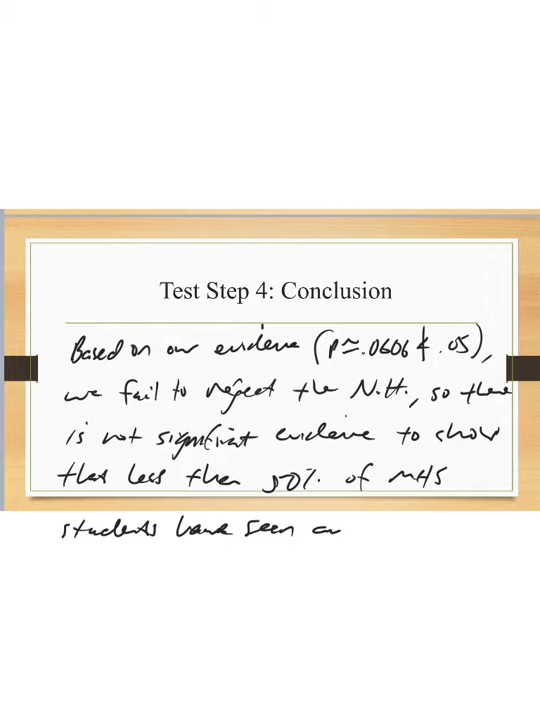 Test Step 4: Conclusion
Based on our evidence (p≈.0606 ≮ .05),
we fail to reject the N.H., so there
is not significant evidence to show
that less than 50% of MHS
students have seen a